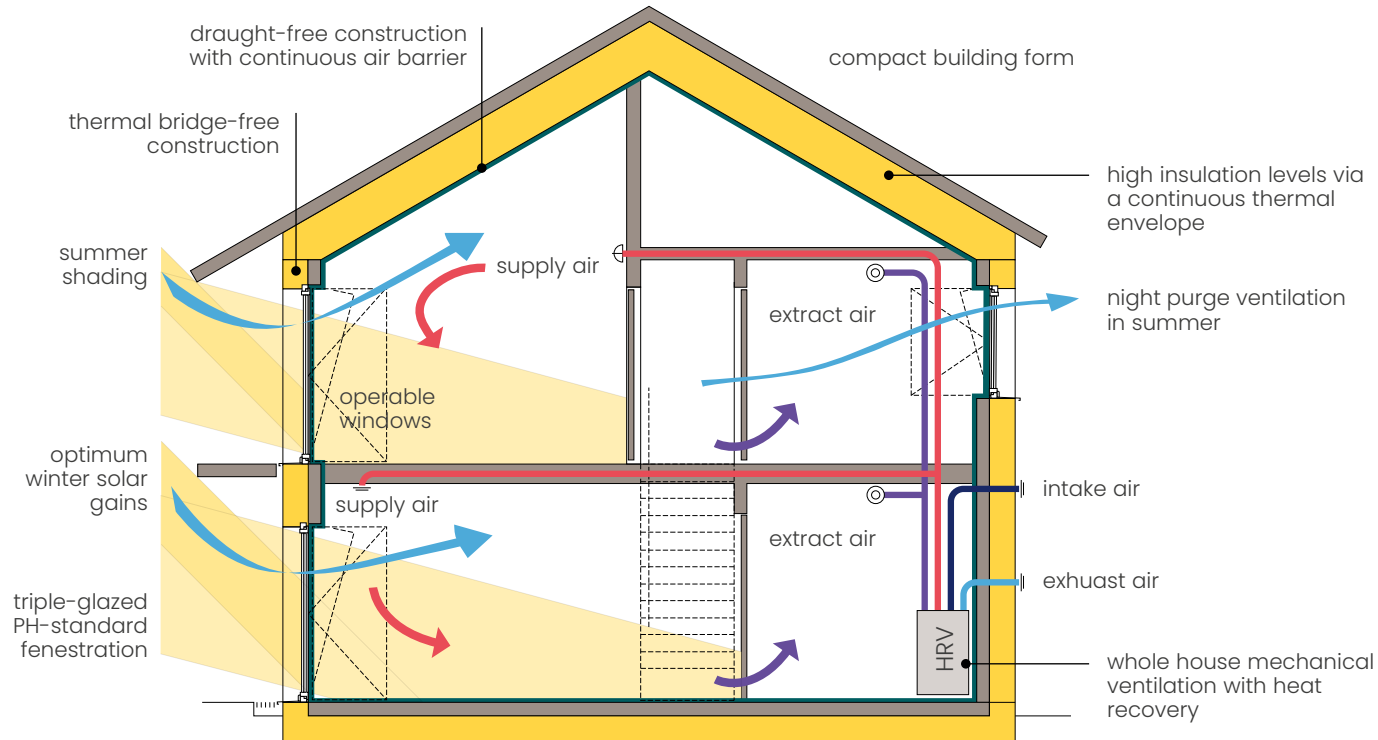 draught-free construction
with continuous air barrier
compact building form
thermal bridge-free
construction
high insulation levels via
a continuous thermal
envelope
summer
shading
supply air
extract air
night purge ventilation
in summer
operable
windows
optimum
winter solar
gains
supply air
extract air
intake air
exhuast air
triple-glazed
PH-standard
fenestration
HRV
whole house mechanical
ventilation with heat
recovery